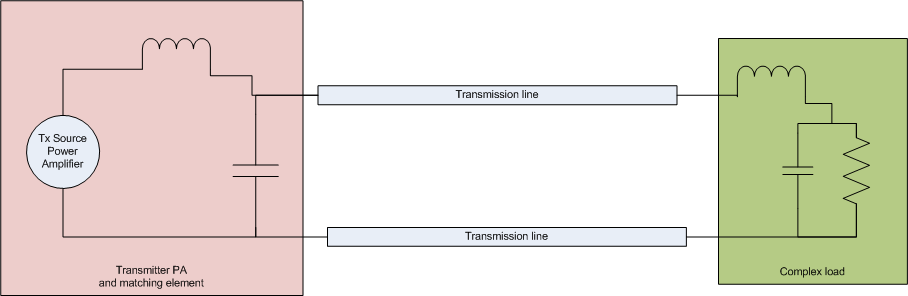 Transmission line
Tx Source
Power
Amplifier
Transmission line
Transmitter PA
and matching element
Complex load